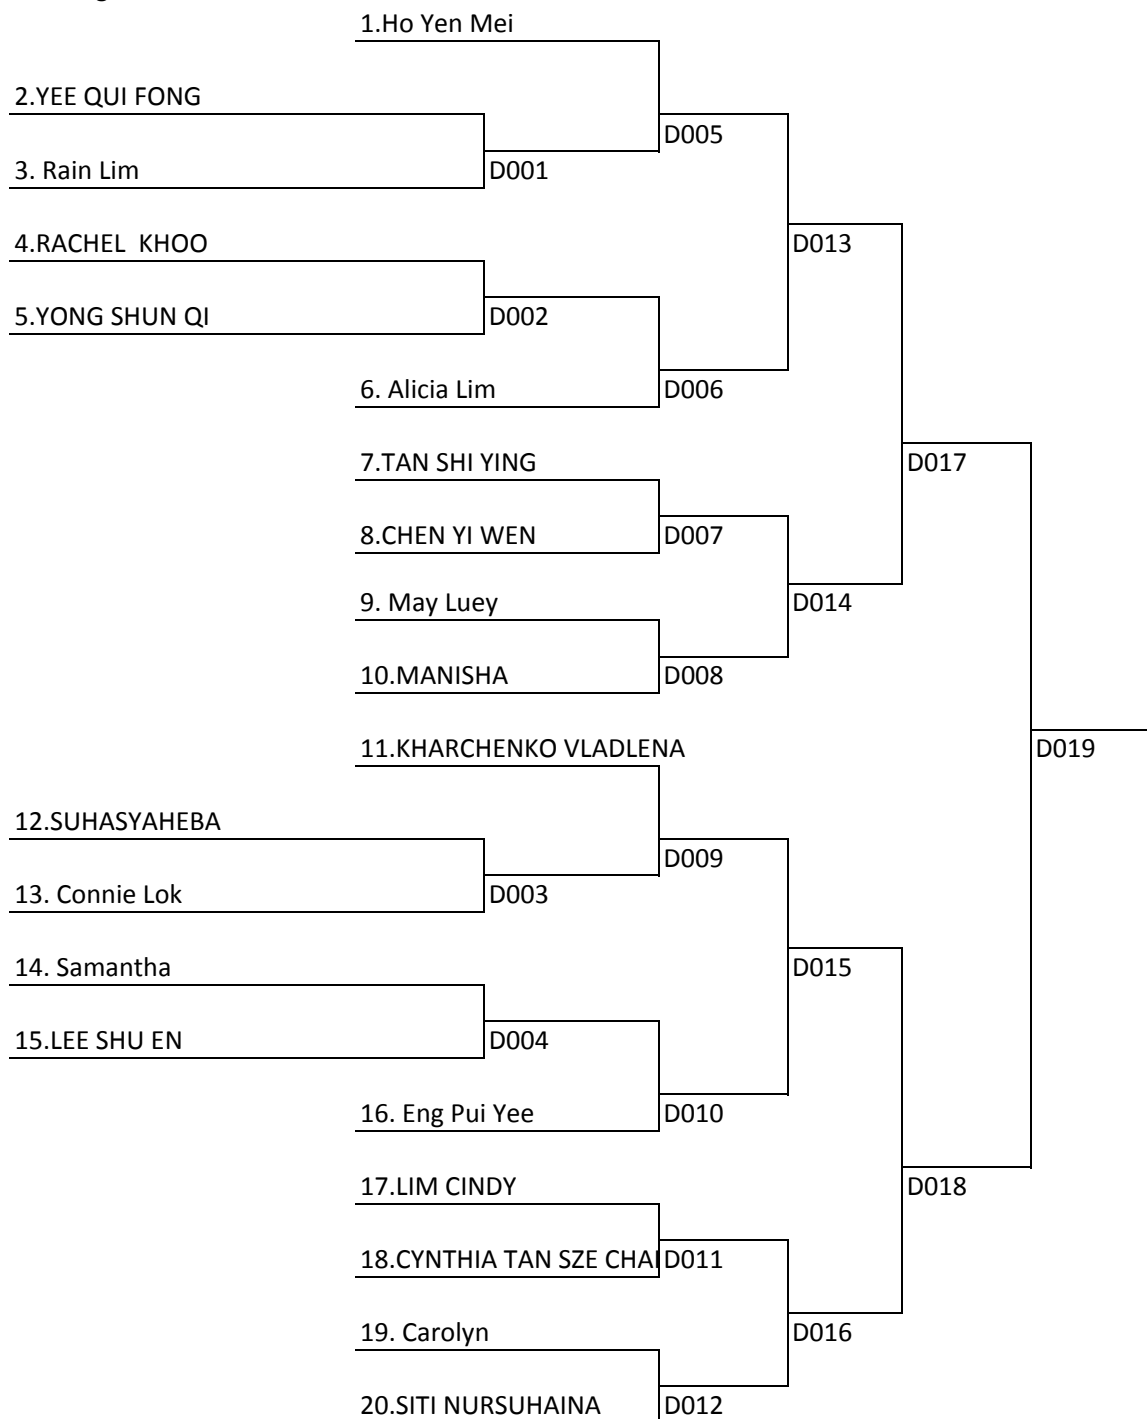 1.Ho Yen Mei
2.YEE QUI FONG
D005
3. Rain Lim
D001
4.RACHEL  KHOO
D013
5.YONG SHUN QI
D002
6. Alicia Lim
D006
7.TAN SHI YING
D017
8.CHEN YI WEN
D007
9. May Luey
D014
10.MANISHA
D008
11.KHARCHENKO VLADLENA
D019
12.SUHASYAHEBA
D009
13. Connie Lok
D003
14. Samantha
D015
15.LEE SHU EN
D004
16. Eng Pui Yee
D010
17.LIM CINDY
D018
18.CYNTHIA TAN SZE CHAI
D011
19. Carolyn
D016
20.SITI NURSUHAINA
D012